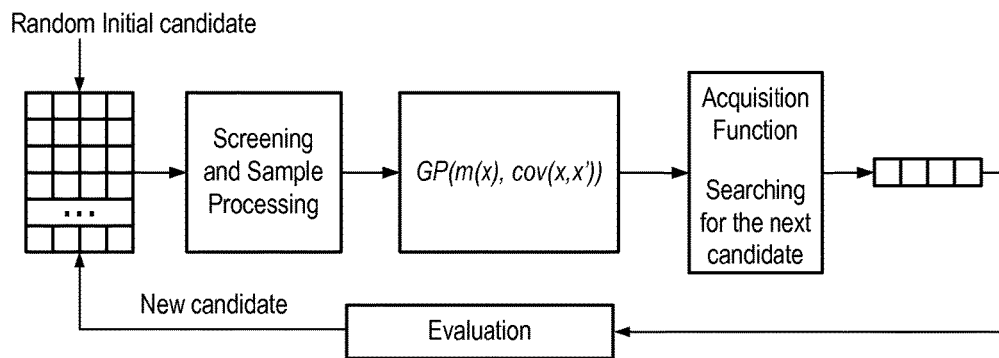 Random Initial candidate
Screening
and Sample
Processing
GP(m(x), cov(x,x'))
Acquisition
Function
Searching
for the next
candidate
...
New candidate
Evaluation